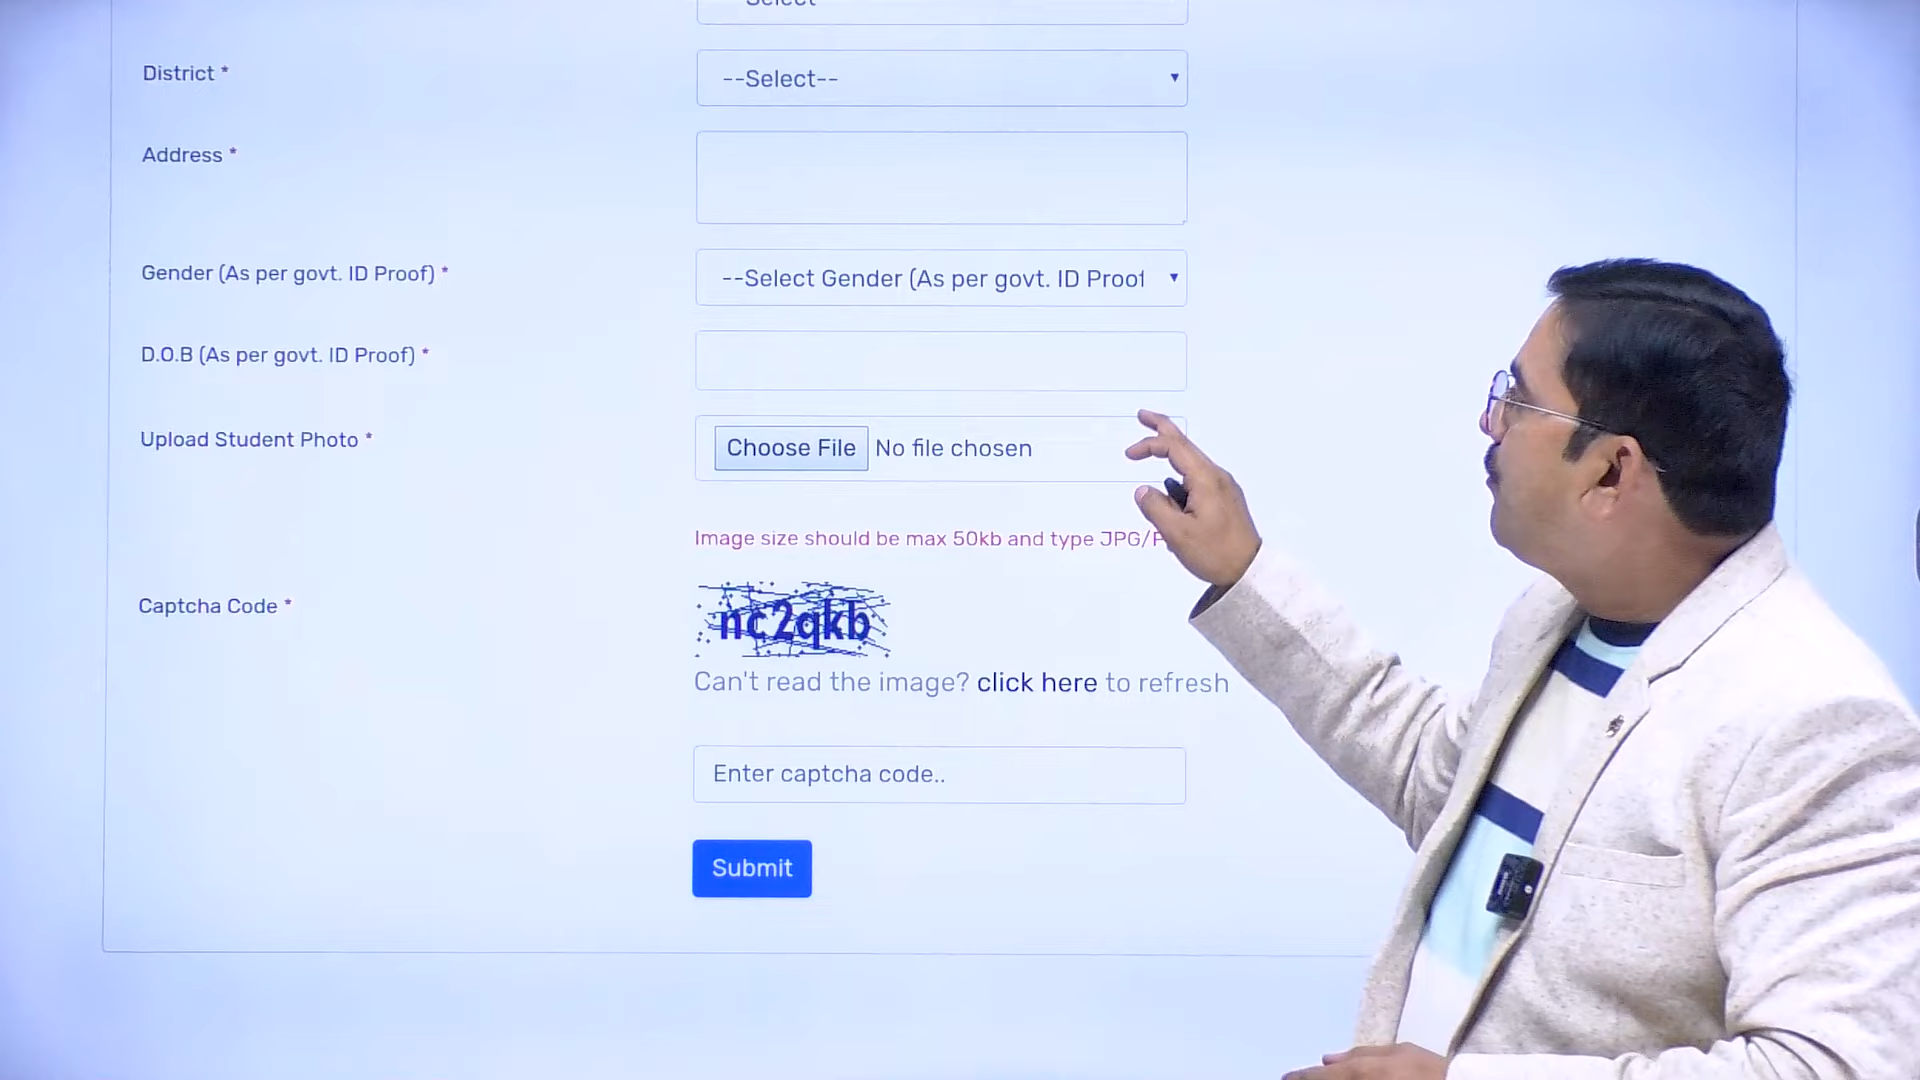 District *
--Select--
Address *
Gender (As per govt. ID Proof) *
--Select Gender (As per govt. ID Proof
D.O.B (As per govt. ID Proof) *
Upload Student Photo *
Choose File No file chosen
Image size should be max 50kb and type JPG/
Captcha Code *
nc2qkb
Can't read the image? click here to refresh
Enter captcha code..
Submit